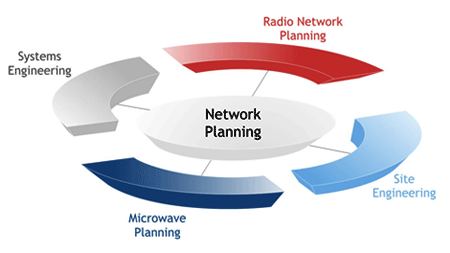 Radio Network
Planning
Systems
Engineering
Network
Planning
Site
Engineering
Microwave
Planning